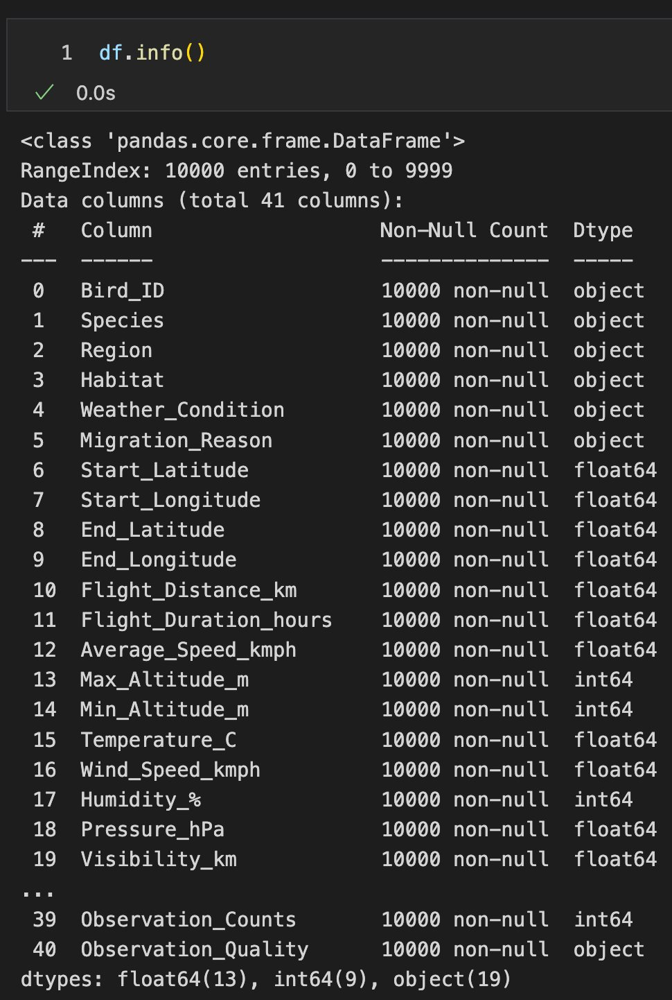 1 df.info()
0.0s
<class 'pandas.core.frame.DataFrame'>
RangeIndex: 10000 entries, 0 to 9999
Data columns (total 41 columns):
 #   Column                   Non-Null Count  Dtype
---  ------                   --------------  -----
 0   Bird_ID                  10000 non-null  object
 1   Species                  10000 non-null  object
 2   Region                   10000 non-null  object
 3   Habitat                  10000 non-null  object
 4   Weather_Condition        10000 non-null  object
 5   Migration_Reason         10000 non-null  object
 6   Start_Latitude           10000 non-null  float64
 7   Start_Longitude          10000 non-null  float64
 8   End_Latitude             10000 non-null  float64
 9   End_Longitude            10000 non-null  float64
 10  Flight_Distance_km       10000 non-null  float64
 11  Flight_Duration_hours    10000 non-null  float64
 12  Average_Speed_kmph       10000 non-null  float64
 13  Max_Altitude_m           10000 non-null  int64
 14  Min_Altitude_m           10000 non-null  int64
 15  Temperature_C            10000 non-null  float64
 16  Wind_Speed_kmph          10000 non-null  float64
 17  Humidity_%               10000 non-null  int64
 18  Pressure_hPa             10000 non-null  float64
 19  Visibility_km            10000 non-null  float64
...
 39  Observation_Counts       10000 non-null  int64
 40  Observation_Quality      10000 non-null  object
dtypes: float64(13), int64(9), object(19)